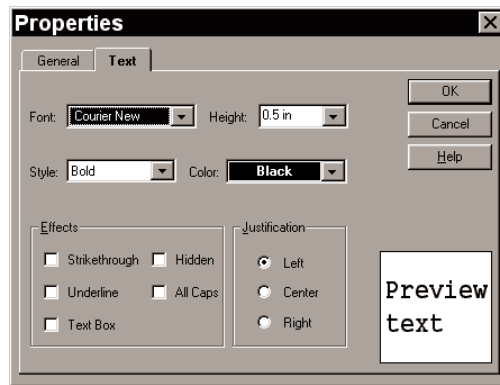 Properties
General Text
OK
Font: Courier New Height: 0.5 in
Cancel
Help
Style: Bold Color: Black
Effects Justification
Strikethrough Hidden Left
Underline All Caps Center
Text Box Right
Preview
text